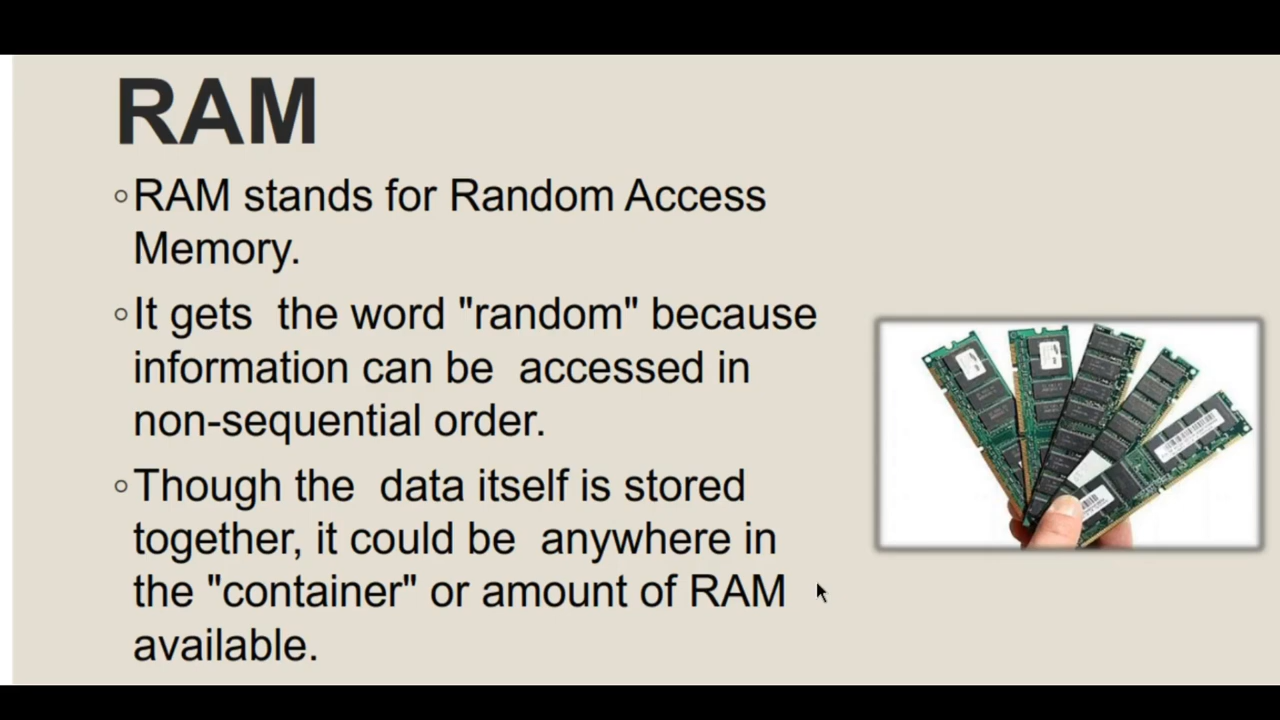 RAM
◦RAM stands for Random Access
Memory.
◦It gets  the word "random" because
information can be  accessed in
non-sequential order.
◦Though the  data itself is stored
together, it could be  anywhere in
the "container" or amount of RAM
available.